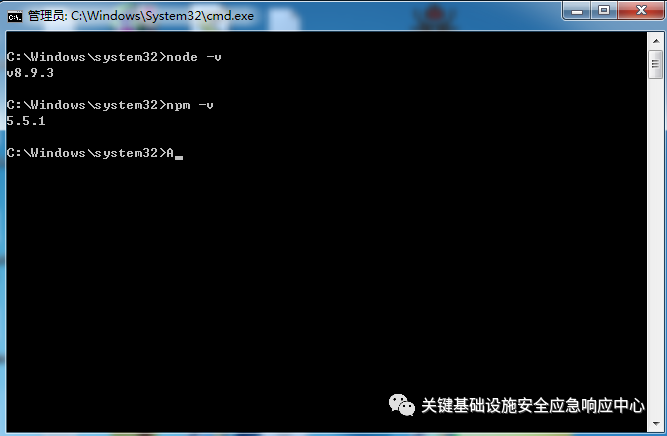 管理员: C:\Windows\System32\cmd.exe
C:\Windows\system32>node -v
v8.9.3
C:\Windows\system32>npm -v
5.5.1
C:\Windows\system32>A
关键基础设施安全应急响应中心